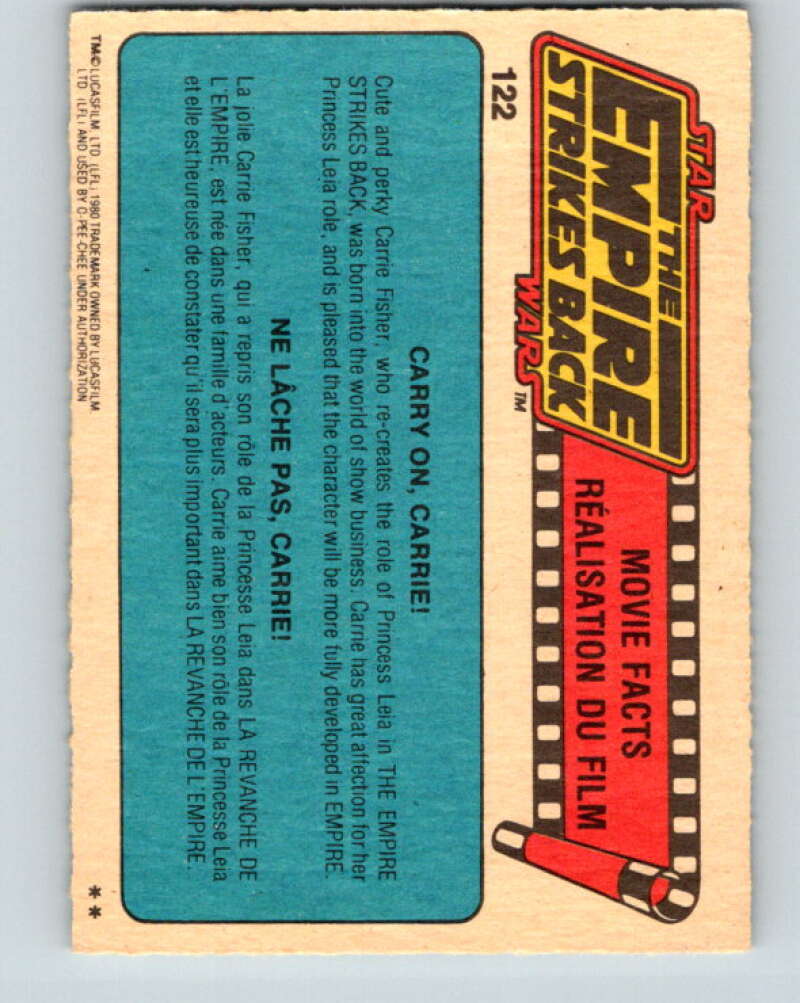 STAR
THE
EMPIRE
STRIKES BACK
WARS™
MOVIE FACTS
RÉALISATION DU FILM
122
CARRY ON, CARRIE!
Cute and perky Carrie Fisher, who re-creates the role of Princess Leia in THE EMPIRE
STRIKES BACK, was born into the world of show business. Carrie has great affection for her
Princess Leia role, and is pleased that the character will be more fully developed in EMPIRE.
NE LÂCHE PAS, CARRIE!
La jolie Carrie Fisher, qui a repris son rôle de la Princesse Leia dans LA REVANCHE DE
L'EMPIRE, est née dans une famille d'acteurs. Carrie aime bien son rôle de la Princesse Leia
et elle est heureuse de constater qu'il sera plus important dans LA REVANCHE DE L'EMPIRE.
TM:©LUCASFILM, LTD. (LFL) 1980 TRADEMARK OWNED BY LUCASFILM,
LTD. (LFL) AND USED BY O-PEE-CHEE UNDER AUTHORIZATION
**